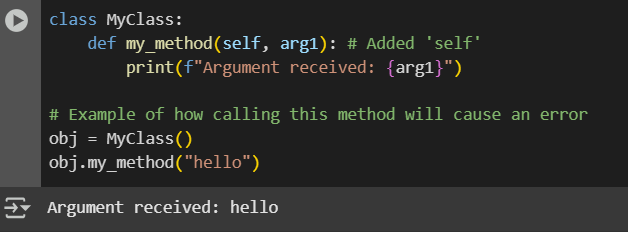 class MyClass:
    def my_method(self, arg1): # Added 'self'
        print(f"Argument received: {arg1}")

# Example of how calling this method will cause an error
obj = MyClass()
obj.my_method("hello")
Argument received: hello